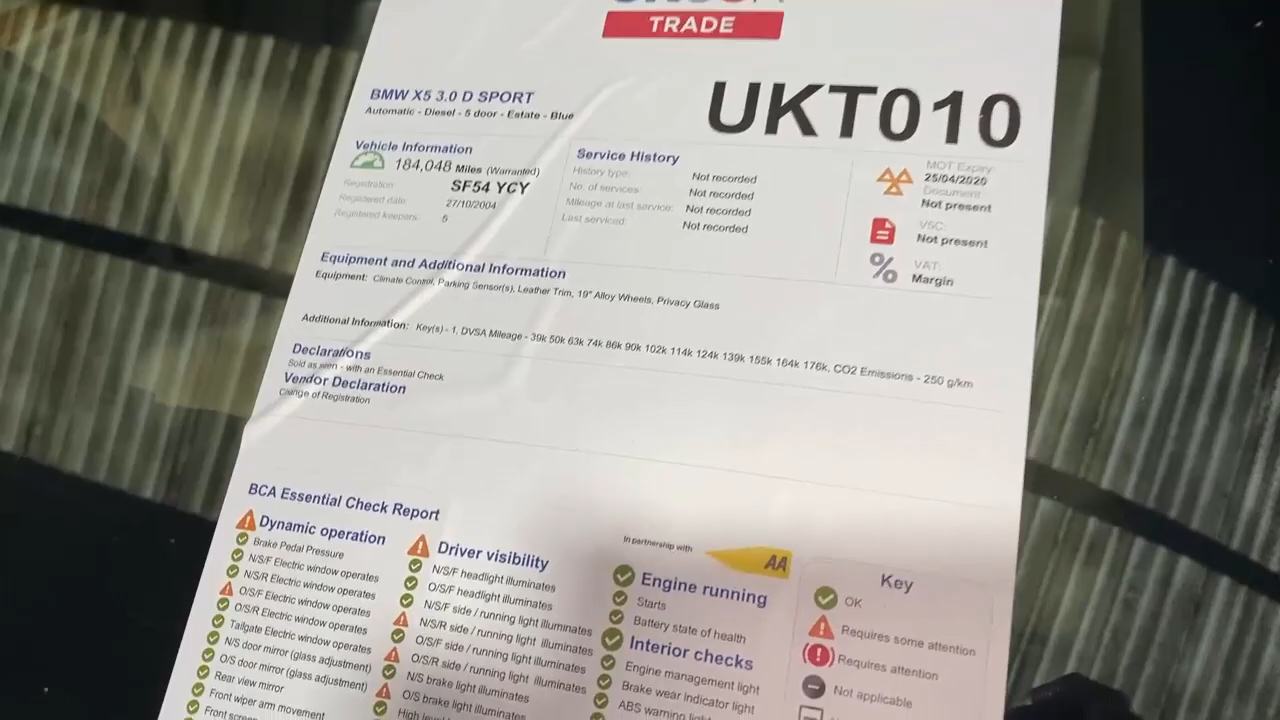 TRADE
BMW X5 3.0 D SPORT
Automatic - Diesel - 5 door - Estate - Blue
UKT010
Vehicle Information
184,048 Miles (Warranted)
Registration: SF54 YCY
Registered date: 27/10/2004
Registered keepers: 5
Service History
History type: Not recorded
No. of services: Not recorded
Mileage at last service: Not recorded
Last serviced: Not recorded
MOT Expiry:
25/04/2020
Document:
Not present
V5C:
Not present
VAT:
Margin
Equipment and Additional Information
Equipment: Climate Control, Parking Sensor(s), Leather Trim, 19" Alloy Wheels, Privacy Glass
Additional Information: Key(s) - 1, DVSA Mileage - 39k 50k 63k 74k 86k 90k 102k 114k 124k 139k 155k 164k 176k, CO2 Emissions - 250 g/km
Declarations
Sold as seen - with an Essential Check
Vendor Declaration
Change of Registration
BCA Essential Check Report
Dynamic operation
Brake Pedal Pressure
N/S/F Electric window operates
N/S/R Electric window operates
O/S/F Electric window operates
O/S/R Electric window operates
Tailgate Electric window operates
N/S door mirror (glass adjustment)
O/S door mirror (glass adjustment)
Rear view mirror
Front wiper arm movement
Driver visibility
N/S/F headlight illuminates
O/S/F headlight illuminates
N/S/F side / running light illuminates
N/S/R side / running light illuminates
O/S/F side / running light illuminates
O/S/R side / running light illuminates
N/S brake light illuminates
O/S brake light illuminates
In partnership with
AA
Engine running
Starts
Battery state of health
Interior checks
Engine management light
Brake wear indicator light
ABS warning
Key
OK
Requires some attention
Requires attention
Not applicable